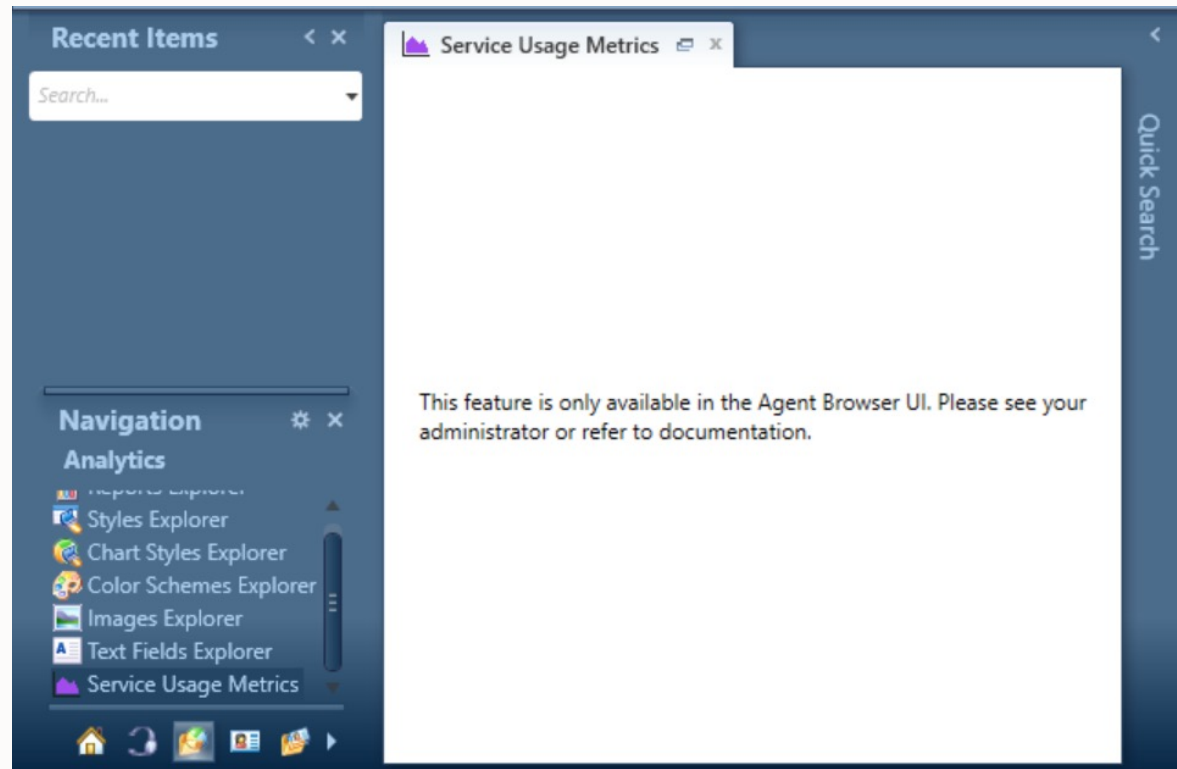 Recent Items
Search...
Navigation
Analytics
Reports Explorer
Styles Explorer
Chart Styles Explorer
Color Schemes Explorer
Images Explorer
Text Fields Explorer
Service Usage Metrics
Service Usage Metrics
This feature is only available in the Agent Browser UI. Please see your
administrator or refer to documentation.
Quick Search